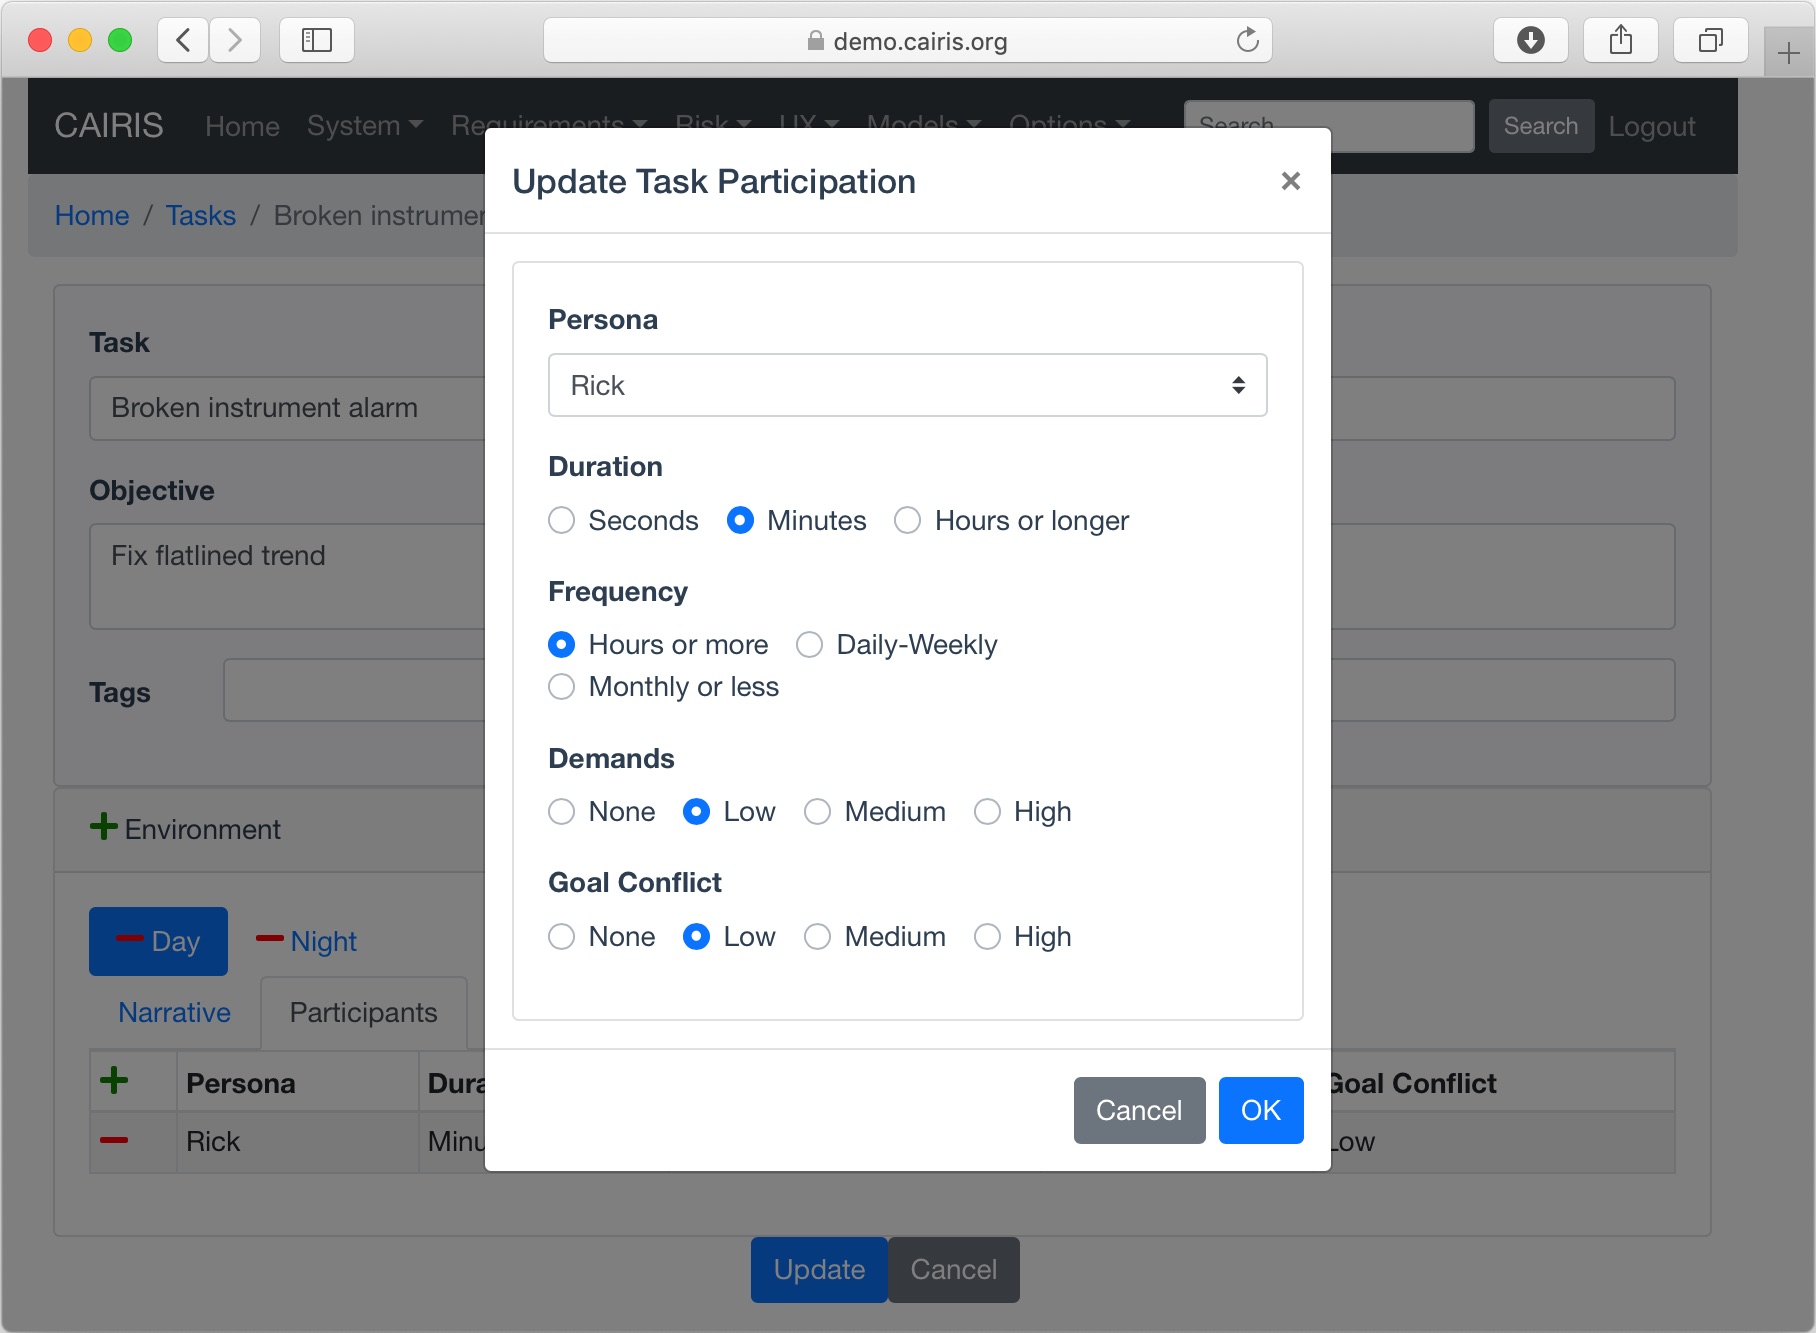 demo.cairis.org
CAIRIS Home System Requirements Risk UX Models Options Search Search Logout
Home / Tasks / Broken
Update Task Participation ×
Task
Broken instrument alarm
Objective
Fix flatlined trend
Tags
Environment
Day Night
Narrative Participants
Persona Goal Conflict
Rick Low
Persona
Rick
Duration
Seconds Minutes Hours or longer
Frequency
Hours or more Daily-Weekly
Monthly or less
Demands
None Low Medium High
Goal Conflict
None Low Medium High
Cancel OK
Update Cancel